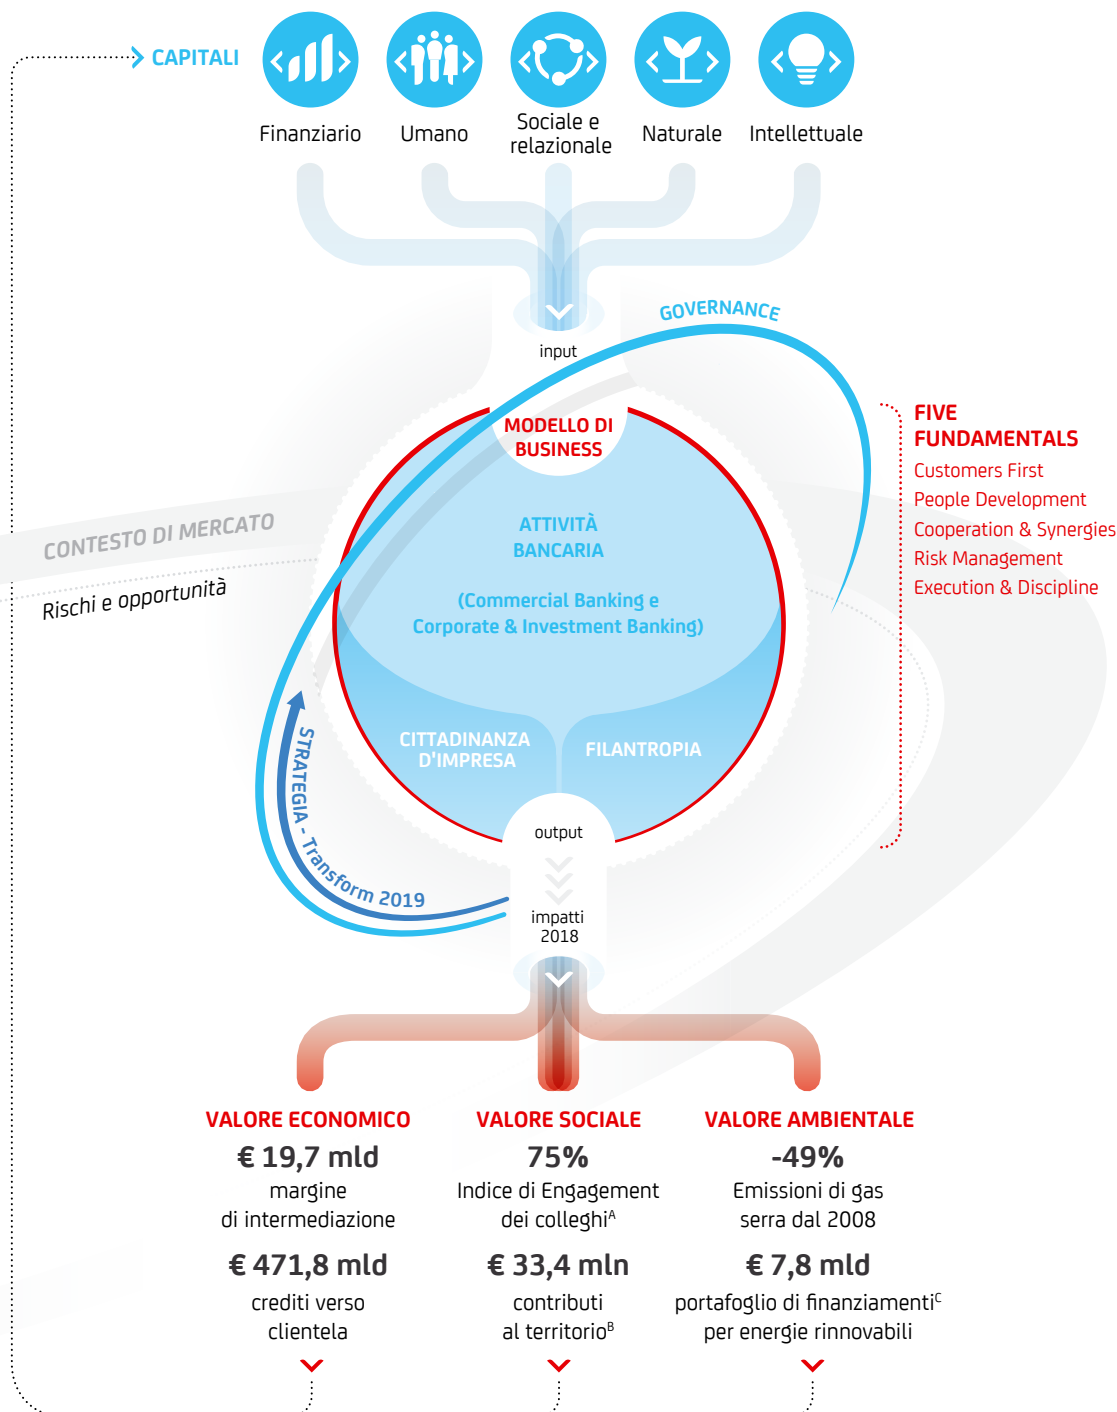 CAPITALI
Finanziario
Umano
Sociale e
relazionale
Naturale
Intellettuale
input
GOVERNANCE
MODELLO DI
BUSINESS
FIVE
FUNDAMENTALS
Customers First
People Development
Cooperation & Synergies
Risk Management
Execution & Discipline
CONTESTO DI MERCATO
Rischi e opportunità
ATTIVITÀ
BANCARIA
(Commercial Banking e
Corporate & Investment Banking)
CITTADINANZA
D'IMPRESA
FILANTROPIA
STRATEGIA - Transform 2019
output
impatti
2018
VALORE ECONOMICO
€ 19,7 mld
margine
di intermediazione
€ 471,8 mld
crediti verso
clientela
VALORE SOCIALE
75%
Indice di Engagement
dei colleghiᴬ
€ 33,4 mln
contributi
al territorioᴮ
VALORE AMBIENTALE
-49%
Emissioni di gas
serra dal 2008
€ 7,8 mld
portafoglio di finanziamentiC
per energie rinnovabili